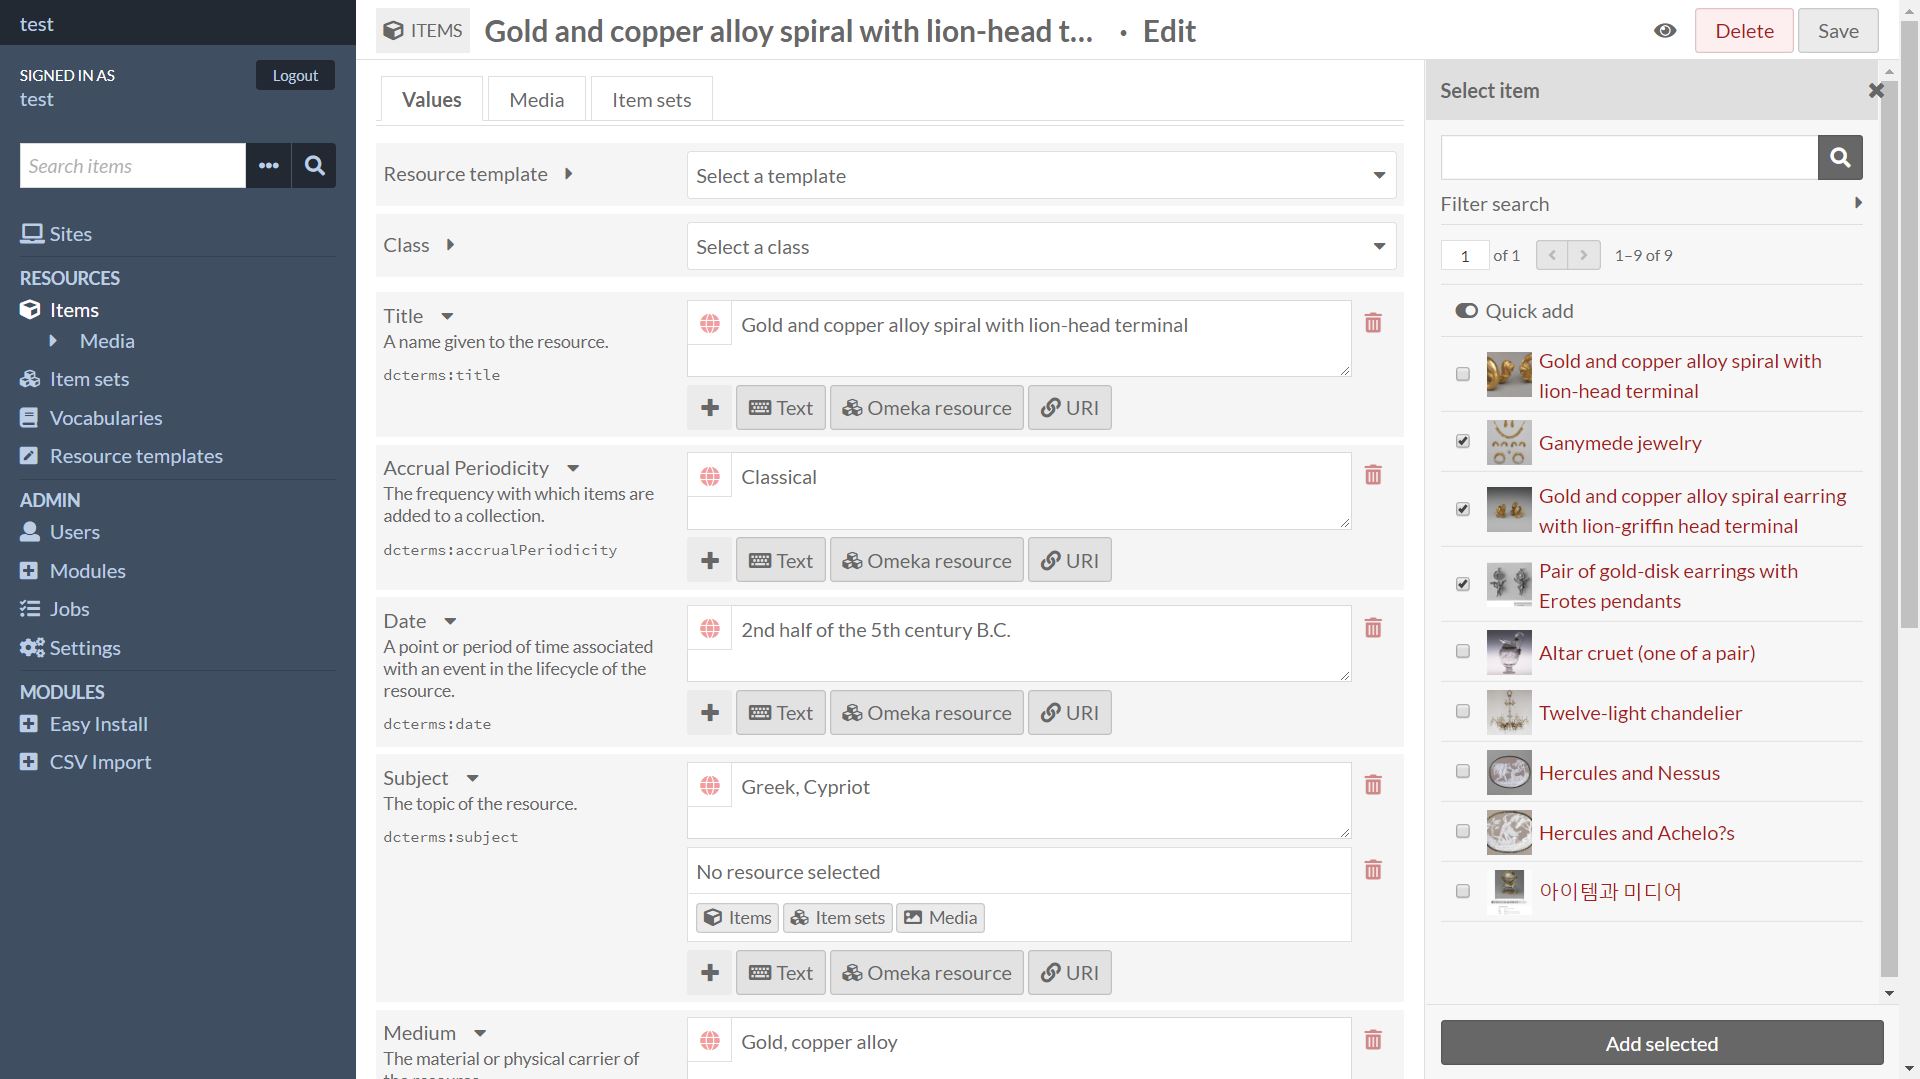 test
SIGNED IN AS
Logout
test
Search items
Sites
RESOURCES
Items
Media
Item sets
Vocabularies
Resource templates
ADMIN
Users
Modules
Jobs
Settings
MODULES
Easy Install
CSV Import
ITEMS
Gold and copper alloy spiral with lion-head t... · Edit
Delete
Save
Values
Media
Item sets
Resource template
Select a template
Class
Select a class
Title
A name given to the resource.
dcterms:title
Gold and copper alloy spiral with lion-head terminal
Text
Omeka resource
URI
Accrual Periodicity
The frequency with which items are
added to a collection.
dcterms:accrualPeriodicity
Classical
Text
Omeka resource
URI
Date
A point or period of time associated
with an event in the lifecycle of the
resource.
dcterms:date
2nd half of the 5th century B.C.
Text
Omeka resource
URI
Subject
The topic of the resource.
dcterms:subject
Greek, Cypriot
No resource selected
Items
Item sets
Media
Text
Omeka resource
URI
Medium
The material or physical carrier of
Gold, copper alloy
Select item
Filter search
1 of 1
1–9 of 9
Quick add
Gold and copper alloy spiral with
lion-head terminal
Ganymede jewelry
Gold and copper alloy spiral earring
with lion-griffin head terminal
Pair of gold-disk earrings with
Erotes pendants
Altar cruet (one of a pair)
Twelve-light chandelier
Hercules and Nessus
Hercules and Achelo?s
아이템과 미디어
Add selected